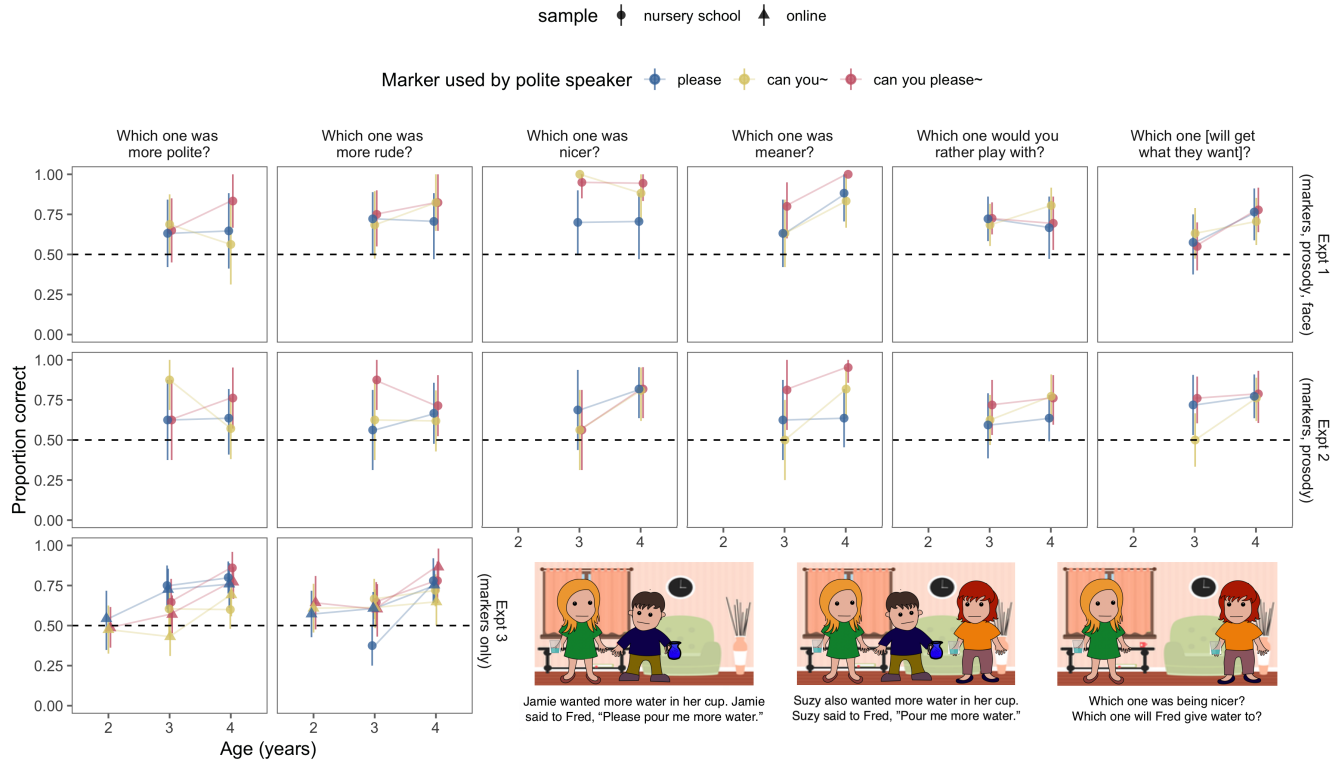 sample nursery school online
Marker used by polite speaker please can you~ can you please~
Which one was
more polite?
Which one was
more rude?
Which one was
nicer?
Which one was
meaner?
Which one would you
rather play with?
Which one [will get
what they want]?
1.00
0.75
0.50
0.25
0.00
Expt 1
(markers, prosody, face)
Proportion correct
1.00
0.75
0.50
0.25
0.00
Expt 2
(markers, prosody)
2 3 4
2 3 4
2 3 4
2 3 4
1.00
0.75
0.50
0.25
0.00
Expt 3
(markers only)
2 3 4
2 3 4
Age (years)
Jamie wanted more water in her cup. Jamie
said to Fred, “Please pour me more water.”
Suzy also wanted more water in her cup.
Suzy said to Fred, ”Pour me more water.”
Which one was being nicer?
Which one will Fred give water to?